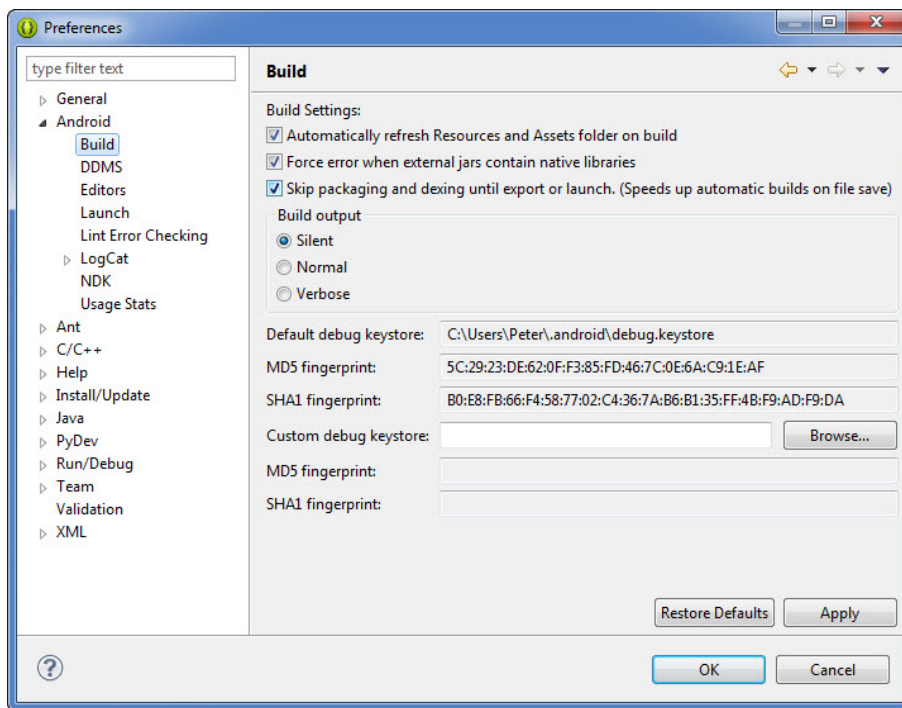 Preferences
type filter text
General
Android
Build
DDMS
Editors
Launch
Lint Error Checking
LogCat
NDK
Usage Stats
Ant
C/C++
Help
Install/Update
Java
PyDev
Run/Debug
Team
Validation
XML
Build
Build Settings:
Automatically refresh Resources and Assets folder on build
Force error when external jars contain native libraries
Skip packaging and dexing until export or launch. (Speeds up automatic builds on file save)
Build output
Silent
Normal
Verbose
Default debug keystore: C:\Users\Peter\.android\debug.keystore
MD5 fingerprint: 5C:29:23:DE:62:0F:F3:85:FD:46:7C:0E:6A:C9:1E:AF
SHA1 fingerprint: B0:E8:FB:66:F4:58:77:02:C4:36:7A:B6:B1:35:FF:4B:F9:AD:F9:DA
Custom debug keystore: Browse...
MD5 fingerprint:
SHA1 fingerprint:
Restore Defaults Apply
? OK Cancel